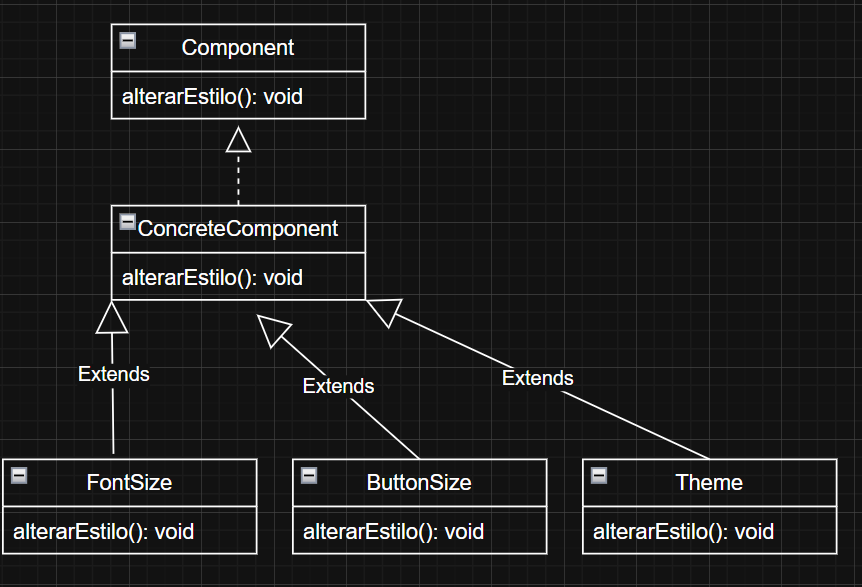 Component
alterarEstilo(): void
ConcreteComponent
alterarEstilo(): void
Extends
Extends
Extends
FontSize
alterarEstilo(): void
ButtonSize
alterarEstilo(): void
Theme
alterarEstilo(): void